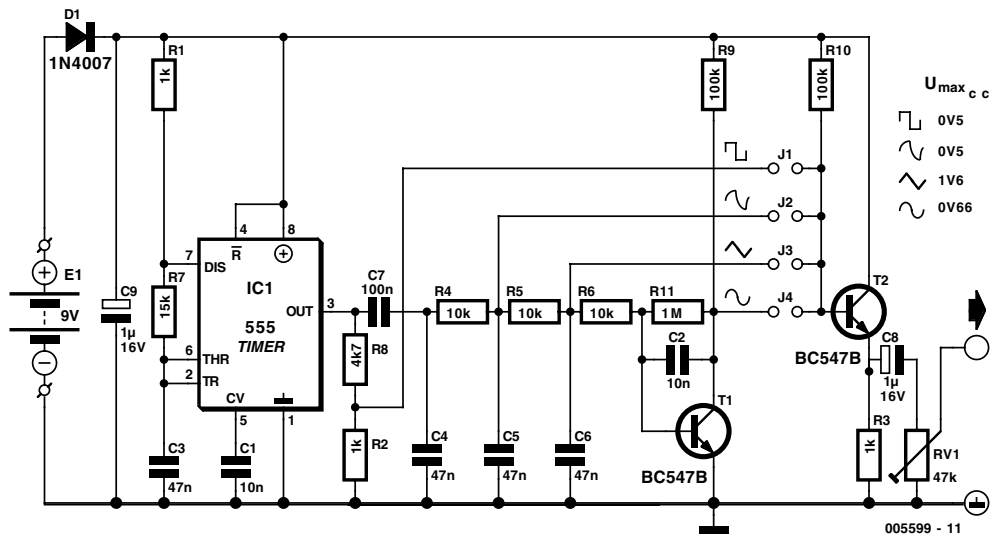 D1
1N4007
R1
1k
R9
100k
R10
100k
Umax c c
0V5
0V5
1V6
0V66
J1
J2
J3
J4
4
8
R
7
DIS
IC1
555
TIMER
OUT
3
6
THR
2
TR
CV
5
1
E1
9V
C9
1µ
16V
R7
15k
C7
100n
R8
4k7
R4
10k
R5
10k
R6
10k
R11
1M
C2
10n
T2
BC547B
C8
1µ
16V
T1
BC547B
C3
47n
C1
10n
R2
1k
C4
47n
C5
47n
C6
47n
R3
1k
RV1
47k
005599 - 11